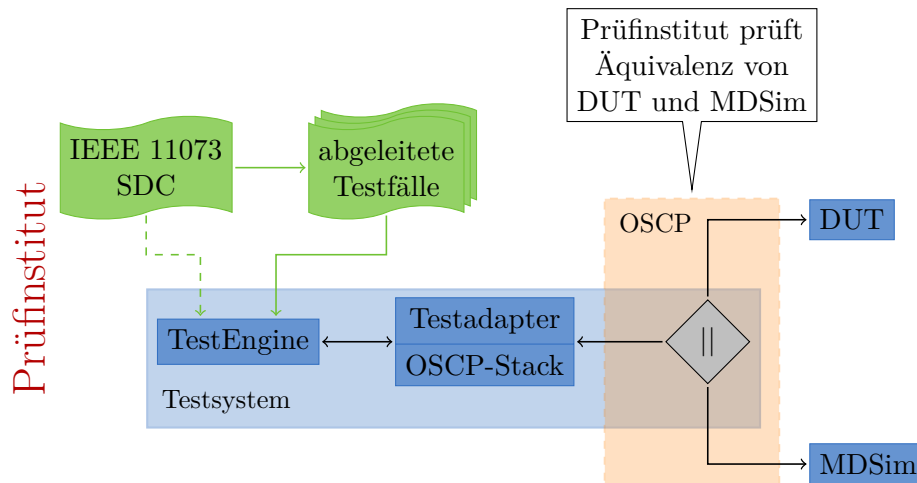 Prüfinstitut prüft
Äquivalenz von
DUT und MDSim
IEEE 11073
SDC
abgeleitete
Testfälle
Prüfinstitut
OSCP
DUT
TestEngine
Testadapter
OSCP-Stack
||
Testsystem
MDSim